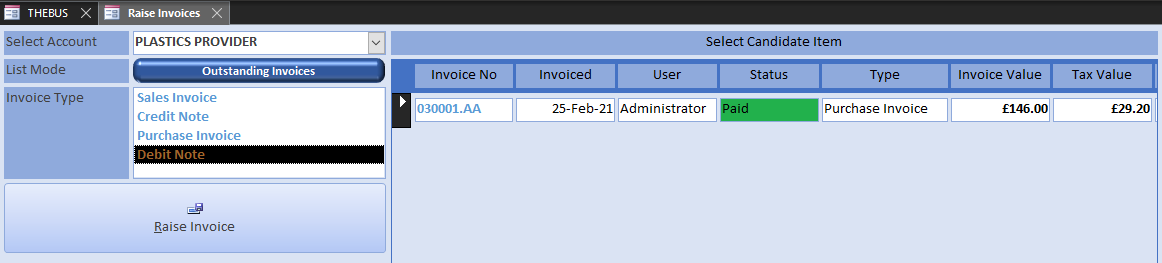 THEBUS
Raise Invoices
Select Account
PLASTICS PROVIDER
Select Candidate Item
List Mode
Outstanding Invoices
Invoice No Invoiced User Status Type Invoice Value Tax Value
Invoice Type
Sales Invoice
Credit Note
Purchase Invoice
Debit Note
030001.AA 25-Feb-21 Administrator Paid Purchase Invoice £146.00 £29.20
Raise Invoice